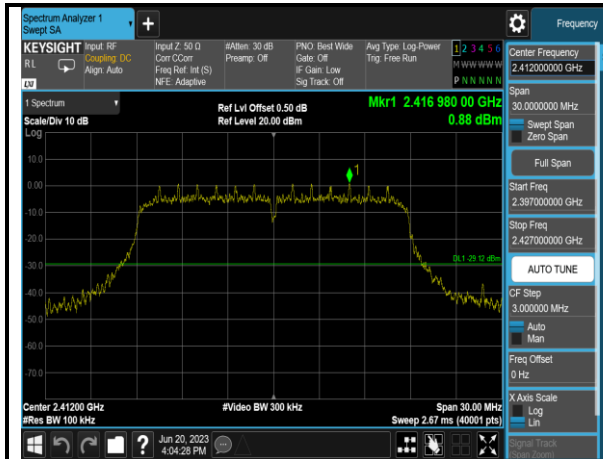 Spectrum Analyzer 1
Swept SA
+
Frequency
KEYSIGHT
RL
LXI
Input: RF
Coupling: DC
Align: Auto
Input Z: 50 Ω
Corr CCorr
Freq Ref: Int (S)
NFE: Adaptive
#Atten: 30 dB
Preamp: Off
PNO: Best Wide
Gate: Off
IF Gain: Low
Sig Track: Off
Avg Type: Log-Power
Trig: Free Run
1 2 3 4 5 6
M W W W W W
P N N N N N
1 Spectrum
Scale/Div 10 dB
Log
Ref Lvl Offset 0.50 dB
Ref Level 20.00 dBm
Mkr1 2.416 980 00 GHz
0.88 dBm
10.0
0.00
-10.0
-20.0
-30.0
-40.0
-50.0
-60.0
-70.0
1
DL1 -29.12 dBm
Center 2.41200 GHz
#Res BW 100 kHz
#Video BW 300 kHz
Span 30.00 MHz
Sweep 2.67 ms (40001 pts)
Center Frequency
2.412000000 GHz
Span
30.0000000 MHz
Swept Span
Zero Span
Full Span
Start Freq
2.397000000 GHz
Stop Freq
2.427000000 GHz
AUTO TUNE
CF Step
3.000000 MHz
Auto
Man
Freq Offset
0 Hz
X Axis Scale
Log
Lin
Signal Track
(Span Zoom)
?
Jun 20, 2023
4:04:28 PM